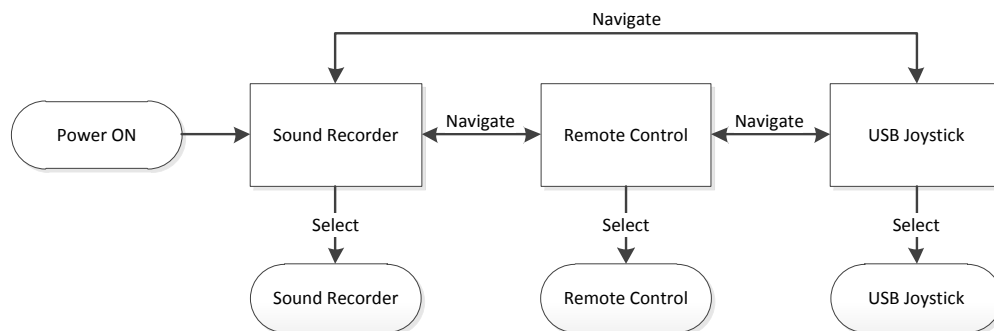 Navigate
Power ON
Sound Recorder
Navigate
Remote Control
Navigate
USB Joystick
Select
Select
Select
Sound Recorder
Remote Control
USB Joystick